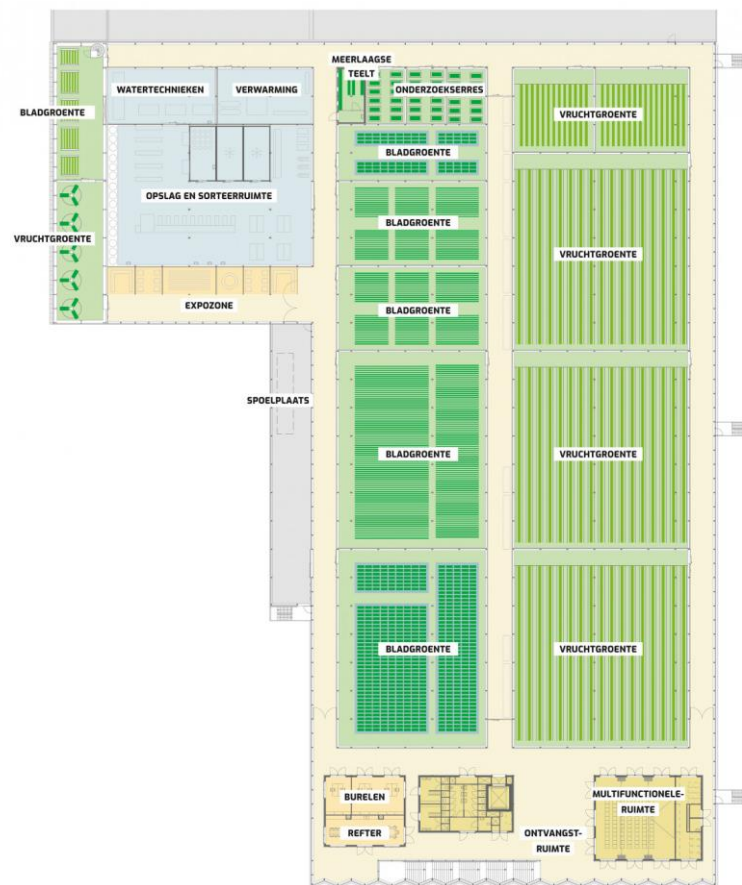 MEERLAAGSE
TEELT
WATERTECHNIEKEN
VERWARMING
ONDERZOEKSERRES
BLADGROENTE
VRUCHTGROENTE
BLADGROENTE
OPSLAG EN SORTEERRUIMTE
BLADGROENTE
VRUCHTGROENTE
VRUCHTGROENTE
EXPOZONE
BLADGROENTE
SPOELPLAATS
BLADGROENTE
VRUCHTGROENTE
BLADGROENTE
VRUCHTGROENTE
BURELEN
MULTIFUNCTIONELE-
RUIMTE
REFTER
ONTVANGST-
RUIMTE